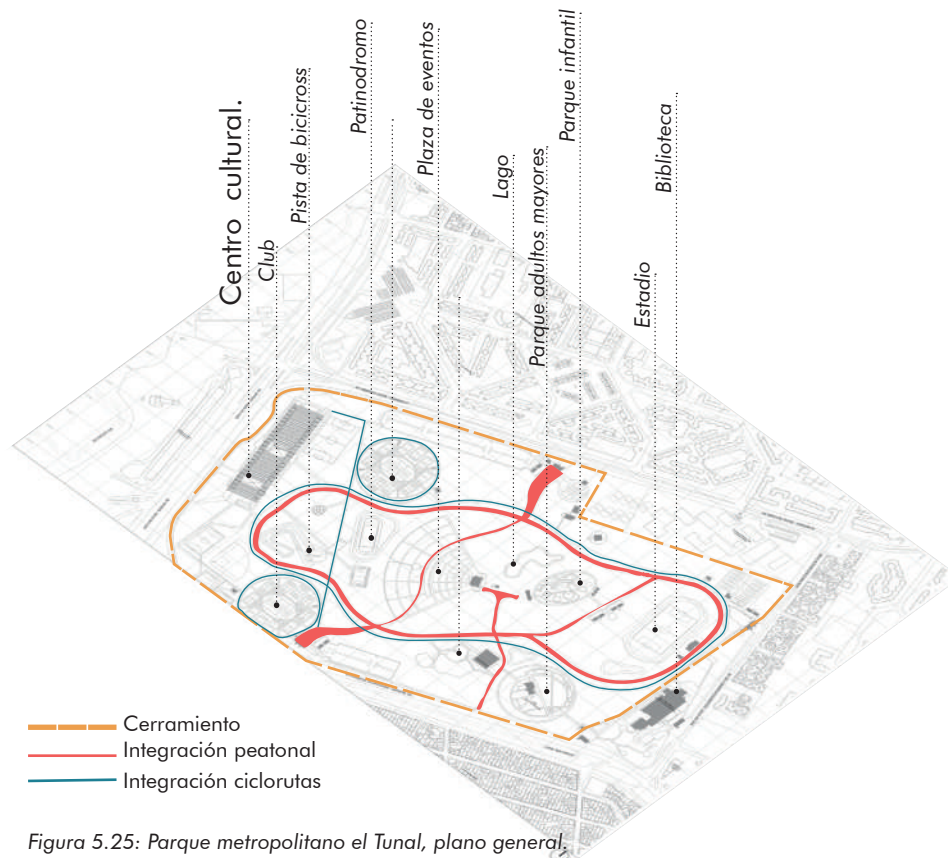 Centro cultural.
Club
Pista de bicicross
Patinodromo
Plaza de eventos
Lago
Parque adultos mayores
Parque infantil
Estadio
Biblioteca
Cerramiento
Integración peatonal
Integración ciclorutas
Figura 5.25: Parque metropolitano el Tunal, plano general.